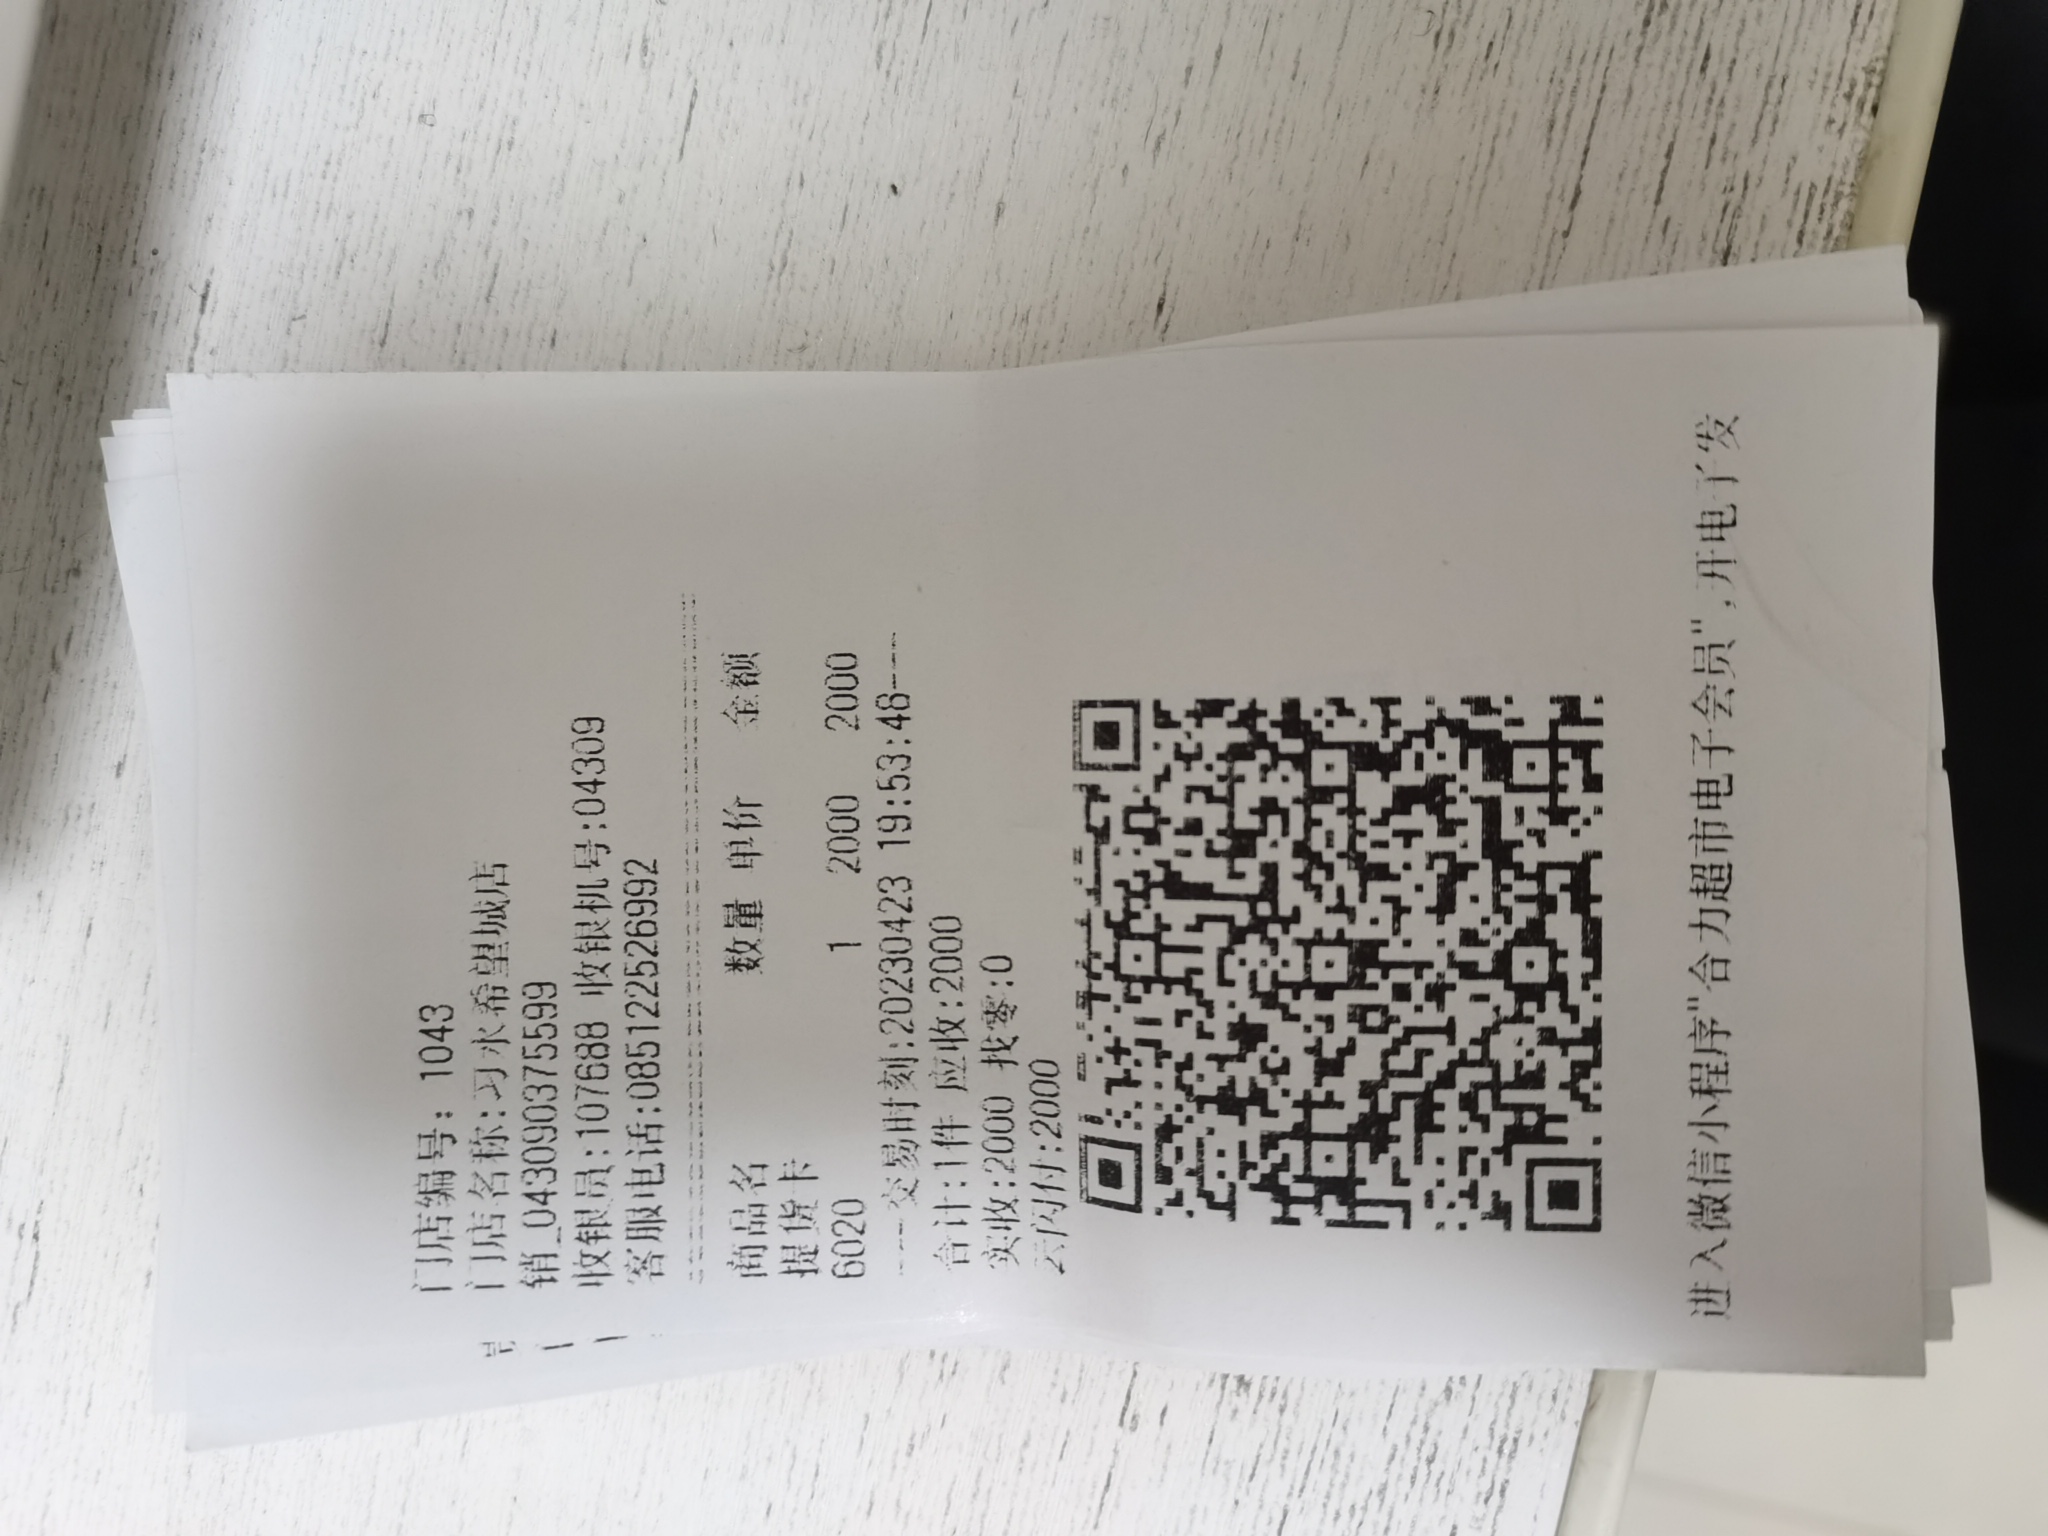 门店编号: 1043
门店名称:习水希望城店
销_043090375599
收银员:107688 收银机号:04309
客服电话:085122526992
商品名 数量 单价 金额
提货卡
6020 1 2000 2000
----交易时刻:20230423 19:53:48----
合计:1件 应收:2000
实收:2000 找零:0
云闪付:2000
进入微信小程序"合力超市电子会员",开电子发